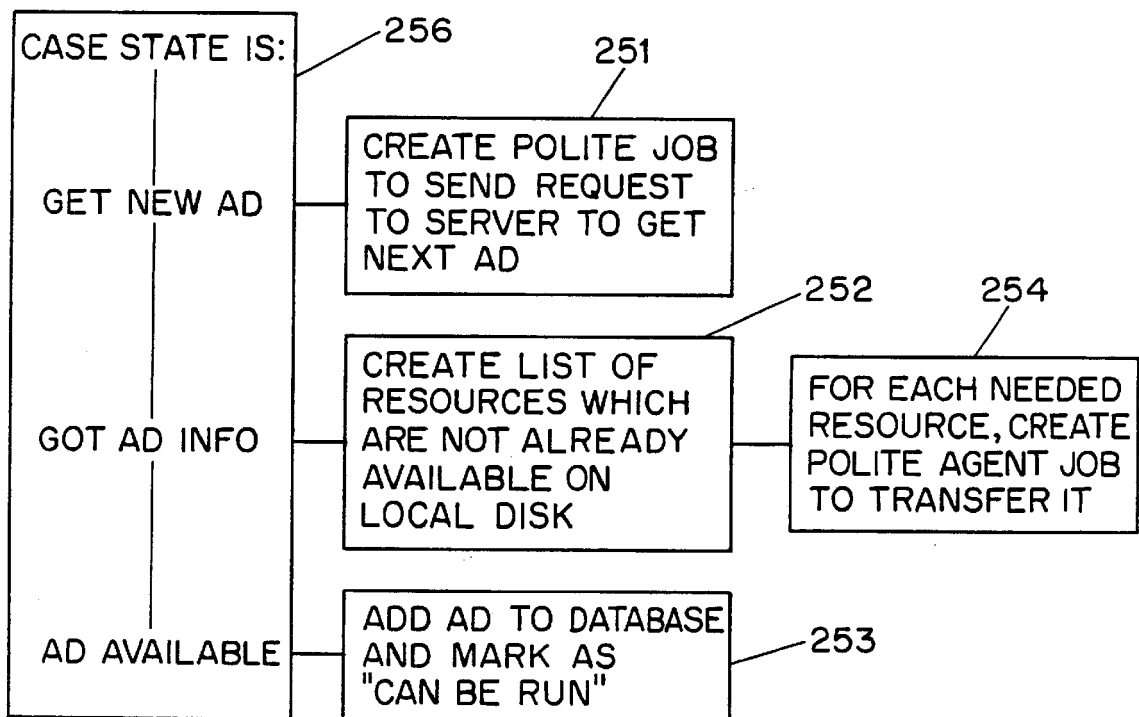 CASE STATE IS:
256
251
GET NEW AD
CREATE POLITE JOB
TO SEND REQUEST
TO SERVER TO GET
NEXT AD
252
254
GOT AD INFO
CREATE LIST OF
RESOURCES WHICH
ARE NOT ALREADY
AVAILABLE ON
LOCAL DISK
FOR EACH NEEDED
RESOURCE, CREATE
POLITE AGENT JOB
TO TRANSFER IT
AD AVAILABLE
ADD AD TO DATABASE
AND MARK AS
"CAN BE RUN"
253